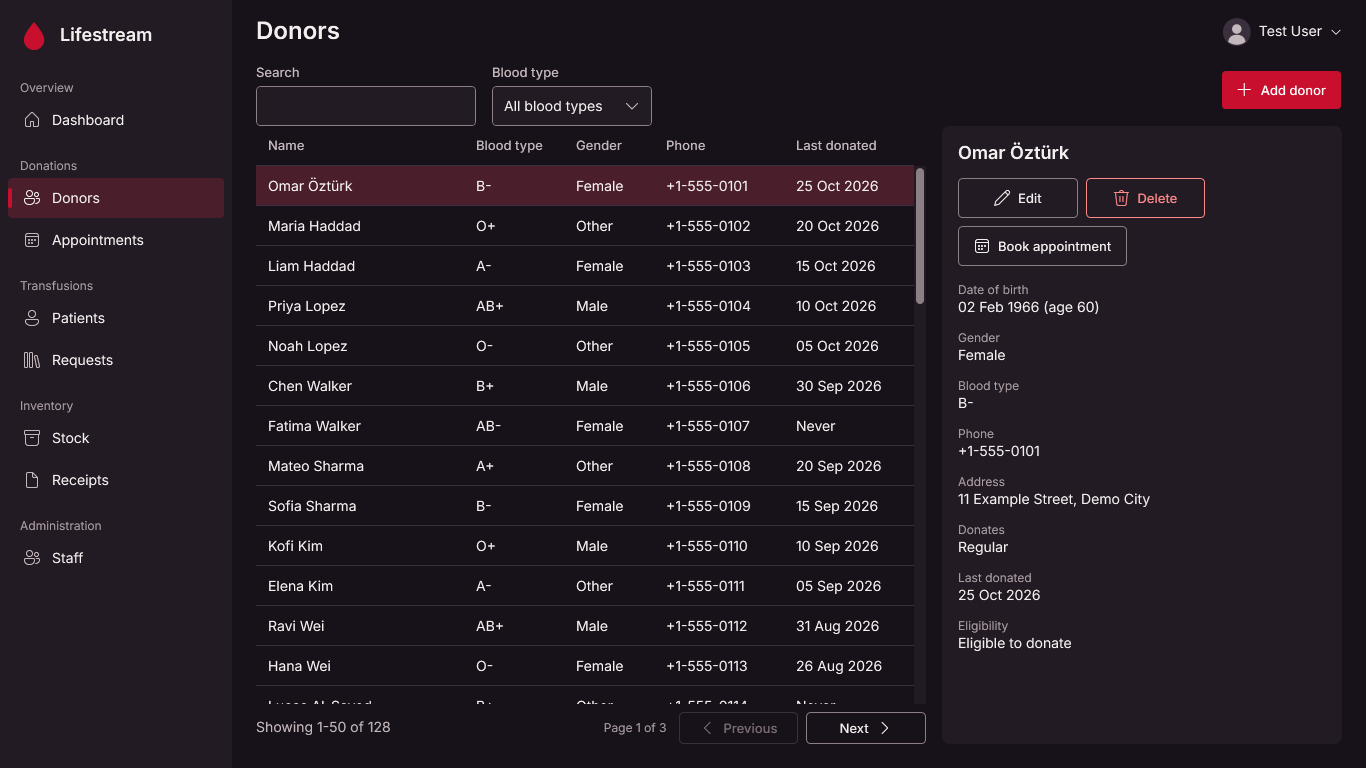 Lifestream
Overview
Dashboard
Donations
Donors
Appointments
Transfusions
Patients
Requests
Inventory
Stock
Receipts
Administration
Staff
Donors
Test User
Search
Blood type
All blood types
Add donor
Name Blood type Gender Phone Last donated
Omar Öztürk B- Female +1-555-0101 25 Oct 2026
Maria Haddad O+ Other +1-555-0102 20 Oct 2026
Liam Haddad A- Female +1-555-0103 15 Oct 2026
Priya Lopez AB+ Male +1-555-0104 10 Oct 2026
Noah Lopez O- Other +1-555-0105 05 Oct 2026
Chen Walker B+ Male +1-555-0106 30 Sep 2026
Fatima Walker AB- Female +1-555-0107 Never
Mateo Sharma A+ Other +1-555-0108 20 Sep 2026
Sofia Sharma B- Female +1-555-0109 15 Sep 2026
Kofi Kim O+ Male +1-555-0110 10 Sep 2026
Elena Kim A- Other +1-555-0111 05 Sep 2026
Ravi Wei AB+ Male +1-555-0112 31 Aug 2026
Hana Wei O- Female +1-555-0113 26 Aug 2026
Showing 1-50 of 128
Page 1 of 3
Previous
Next
Omar Öztürk
Edit
Delete
Book appointment
Date of birth
02 Feb 1966 (age 60)
Gender
Female
Blood type
B-
Phone
+1-555-0101
Address
11 Example Street, Demo City
Donates
Regular
Last donated
25 Oct 2026
Eligibility
Eligible to donate